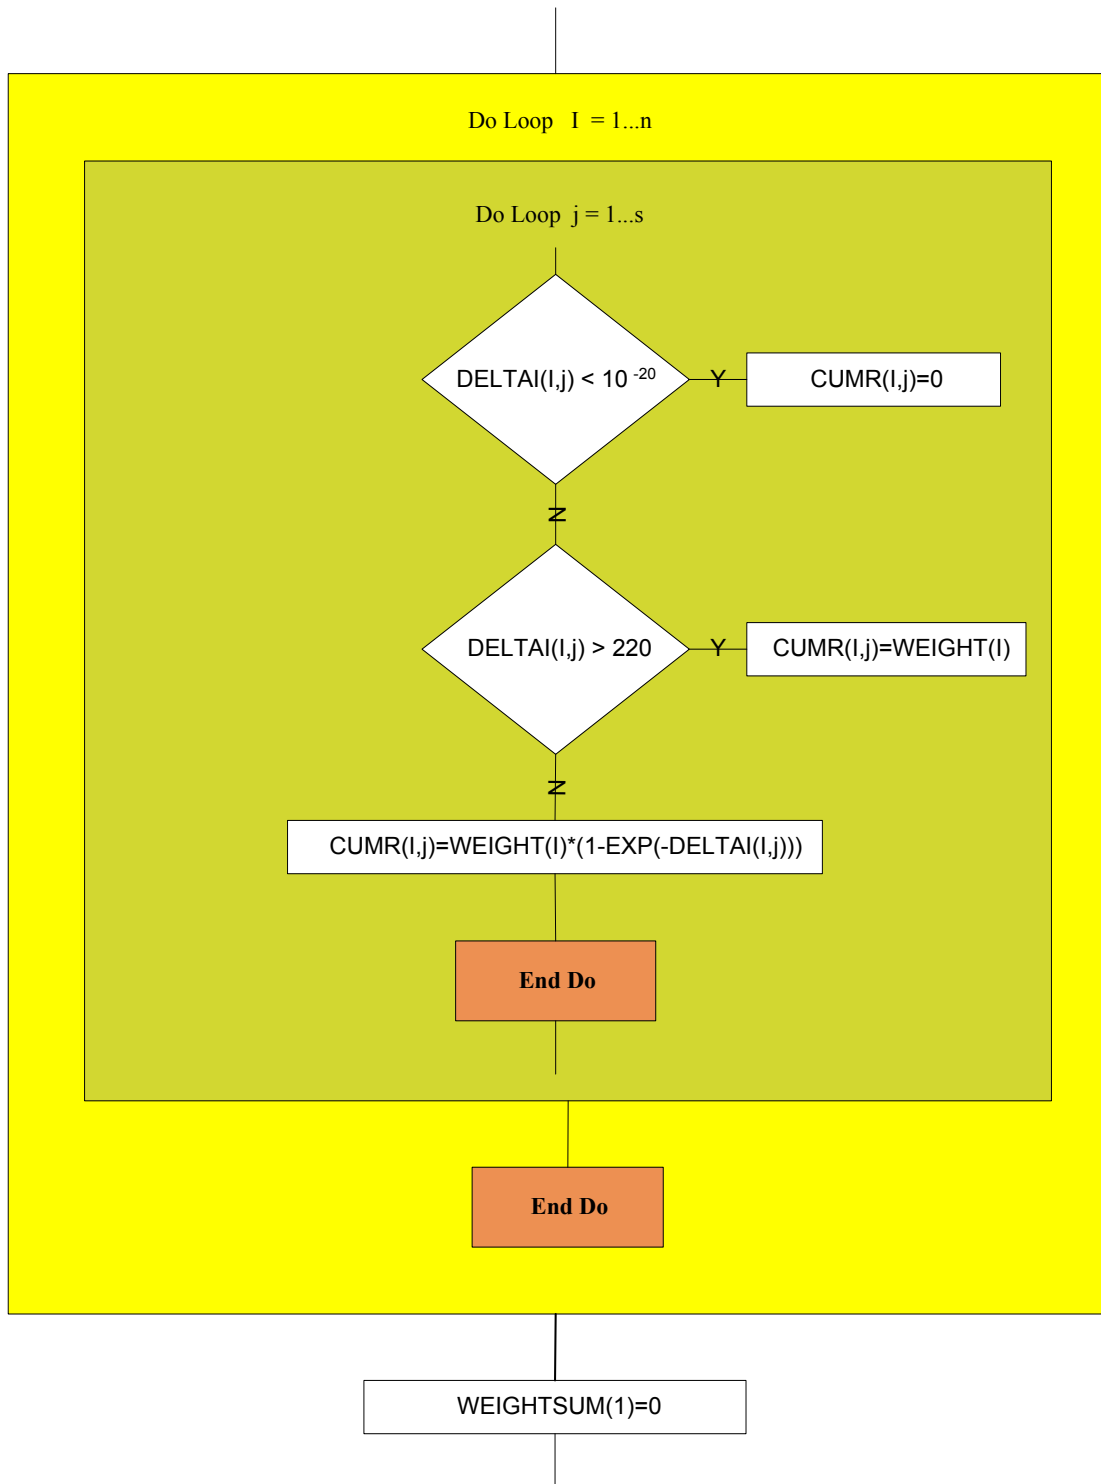 Do Loop I = 1...n
Do Loop j = 1...s
DELTAI(I,j) < 10 -20
Y
CUMR(I,j)=0
N
DELTAI(I,j) > 220
Y
CUMR(I,j)=WEIGHT(I)
N
CUMR(I,j)=WEIGHT(I)*(1-EXP(-DELTAI(I,j)))
End Do
End Do
WEIGHTSUM(1)=0